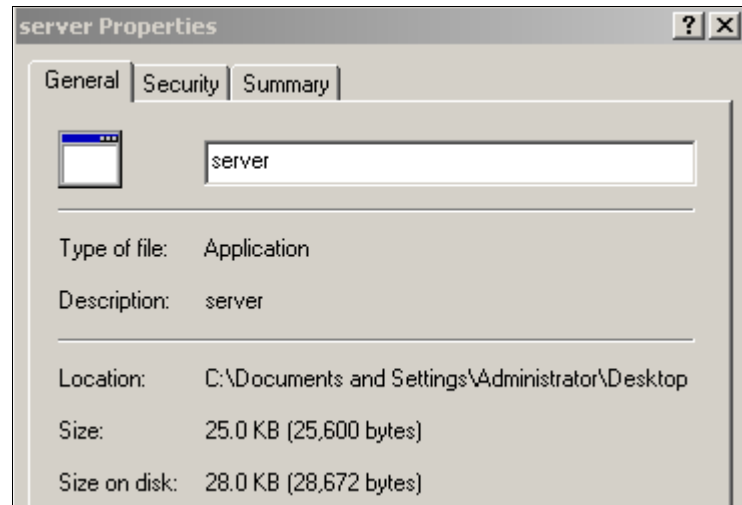 server Properties
General Security Summary
server
Type of file: Application
Description: server
Location: C:\Documents and Settings\Administrator\Desktop
Size: 25.0 KB (25,600 bytes)
Size on disk: 28.0 KB (28,672 bytes)